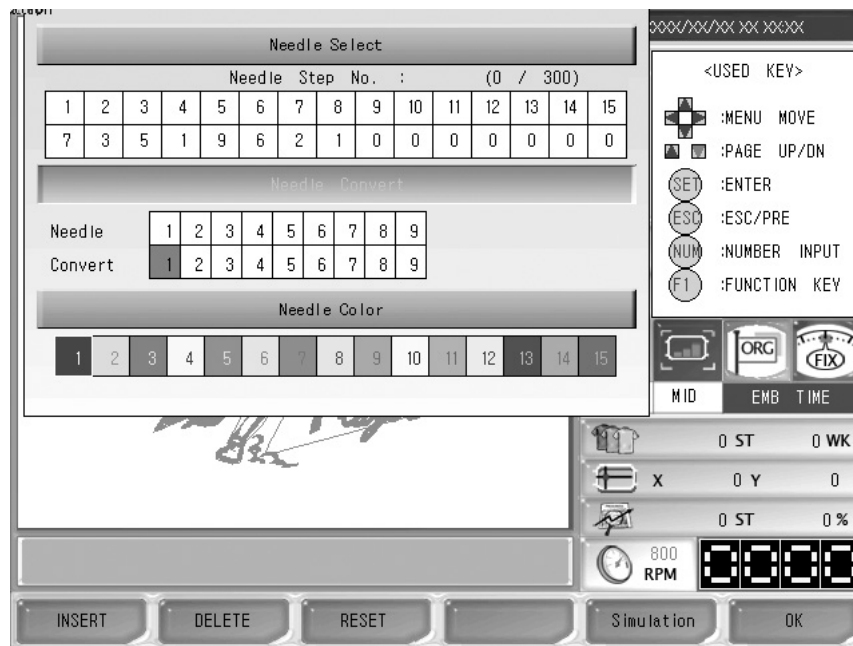 XXX/XX/XX XX XX:XX
Needle Select
Needle Step No. : (0 / 300)
1 2 3 4 5 6 7 8 9 10 11 12 13 14 15
7 3 5 1 9 6 2 1 0 0 0 0 0 0 0
Needle Convert
Needle 1 2 3 4 5 6 7 8 9
Convert 1 2 3 4 5 6 7 8 9
Needle Color
1 2 3 4 5 6 7 8 9 10 11 12 13 14 15
<USED KEY>
:MENU MOVE
:PAGE UP/DN
SET :ENTER
ESC :ESC/PRE
NUM :NUMBER INPUT
F1 :FUNCTION KEY
ORG
FIX
MID EMB TIME
0 ST 0 WK
X 0 Y 0
0 ST 0 %
800
RPM
0000
INSERT DELETE RESET Simulation OK